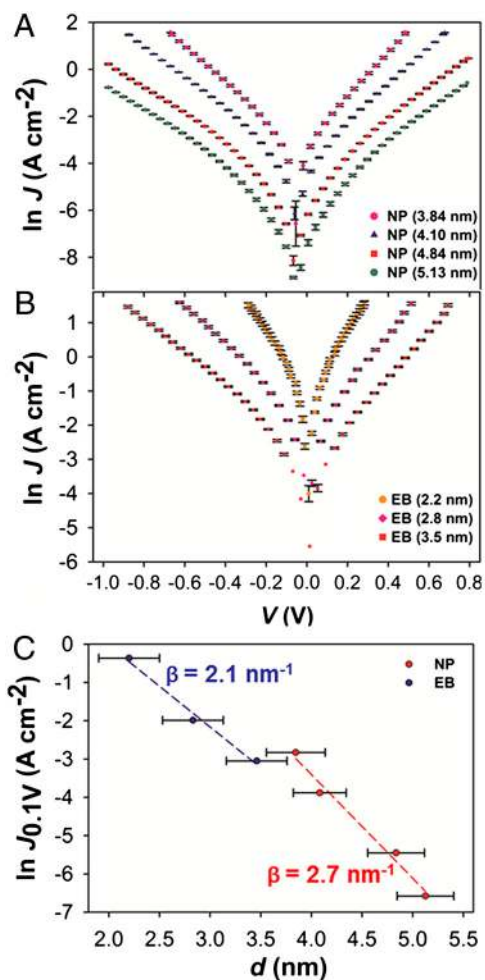 A
2
0
-2
-4
-6
-8
ln J (A cm⁻²)
NP (3.84 nm)
NP (4.10 nm)
NP (4.84 nm)
NP (5.13 nm)
B
1
0
-1
-2
-3
-4
-5
-6
ln J (A cm⁻²)
EB (2.2 nm)
EB (2.8 nm)
EB (3.5 nm)
-1.0 -0.8 -0.6 -0.4 -0.2 0.0 0.2 0.4 0.6 0.8
V (V)
C
0
-1
-2
-3
-4
-5
-6
-7
ln J0.1V (A cm⁻²)
β = 2.1 nm⁻¹
NP
EB
β = 2.7 nm⁻¹
2.0 2.5 3.0 3.5 4.0 4.5 5.0 5.5
d (nm)